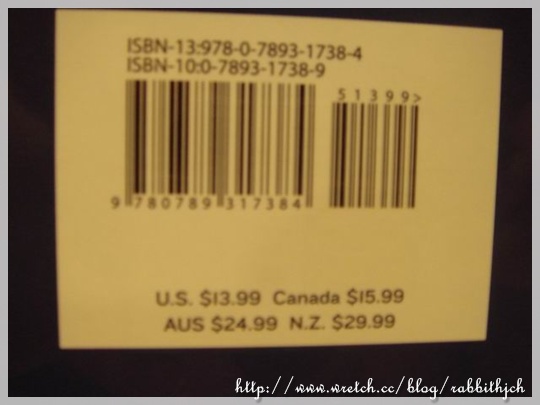 ISBN-13:978-0-7893-1738-4
ISBN-10:0-7893-1738-9
51399>
9 780789 317384
U.S. $13.99 Canada $15.99
AUS $24.99 N.Z. $29.99
http://www.wretch.cc/blog/rabbithjch